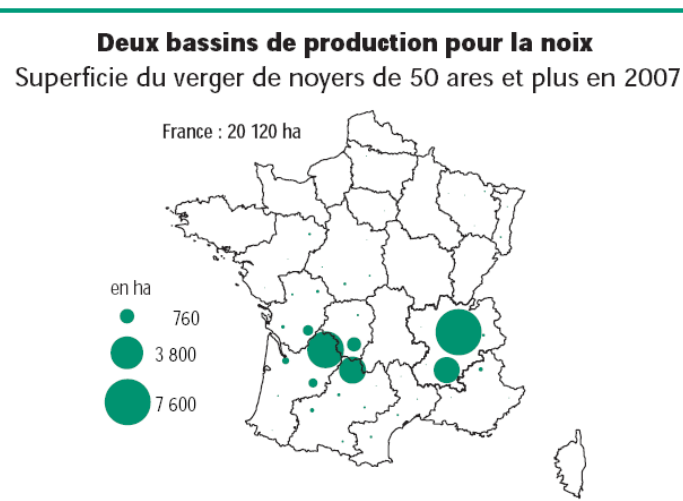 Deux bassins de production pour la noix
Superficie du verger de noyers de 50 ares et plus en 2007
France : 20 120 ha
en ha
760
3 800
7 600